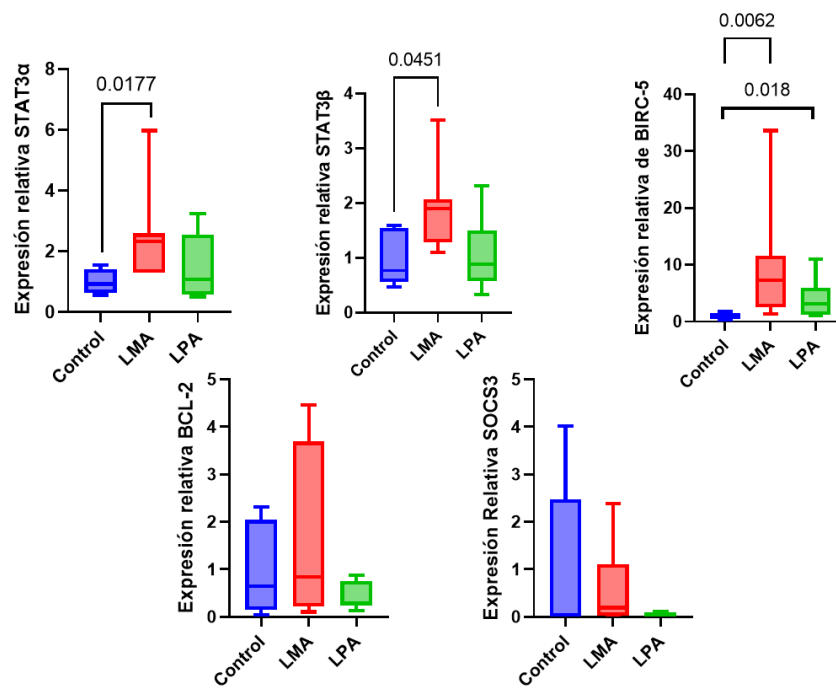 Expresión relativa STAT3α
0.0177
8
6
4
2
0
Control
LMA
LPA
Expresión relativa STAT3β
0.0451
4
3
2
1
0
Control
LMA
LPA
Expresión relativa de BIRC-5
0.0062
0.018
40
30
20
10
5
0
Control
LMA
LPA
Expresión relativa BCL-2
5
4
3
2
1
0
Control
LMA
LPA
Expresión Relativa SOCS3
5
4
3
2
1
0
Control
LMA
LPA